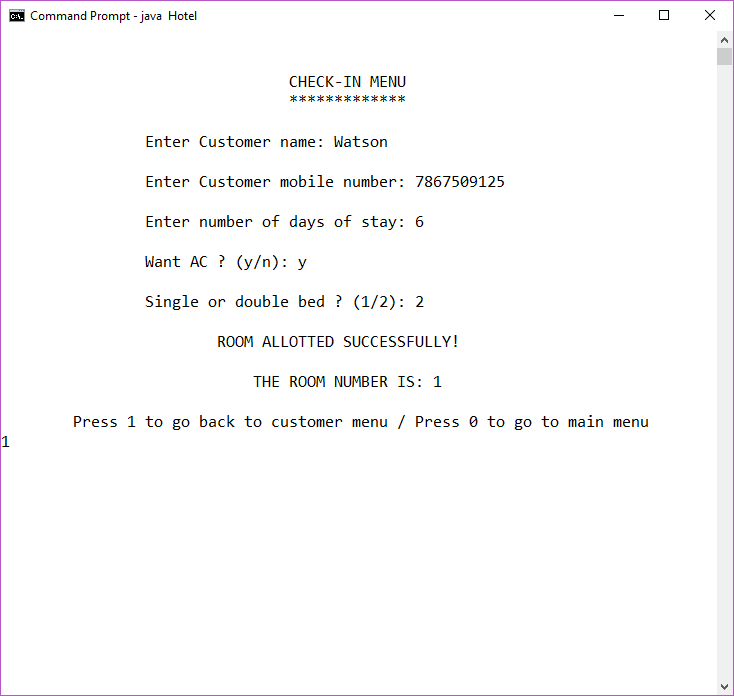 Command Prompt - java Hotel
CHECK-IN MENU
*************
Enter Customer name: Watson
Enter Customer mobile number: 7867509125
Enter number of days of stay: 6
Want AC ? (y/n): y
Single or double bed ? (1/2): 2
ROOM ALLOTTED SUCCESSFULLY!
THE ROOM NUMBER IS: 1
Press 1 to go back to customer menu / Press 0 to go to main menu
1